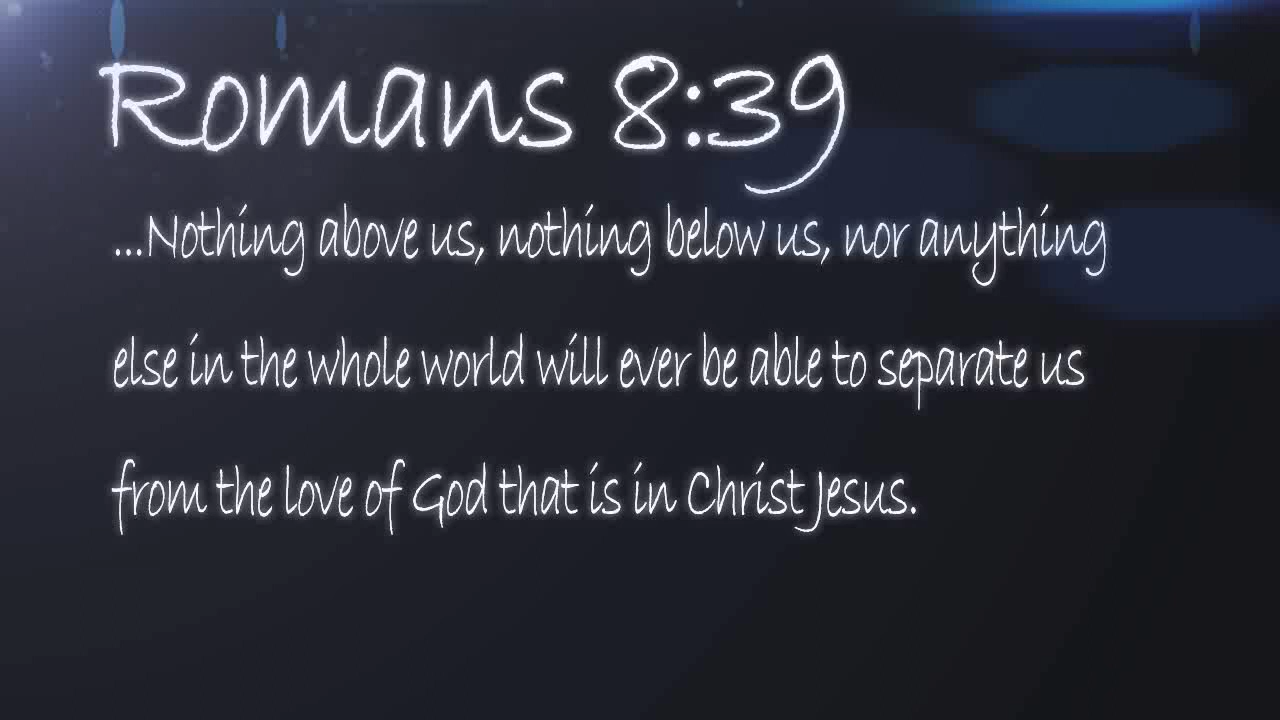 Romans 8:39
...Nothing above us, nothing below us, nor anything
else in the whole world will ever be able to separate us
from the love of God that is in Christ Jesus.